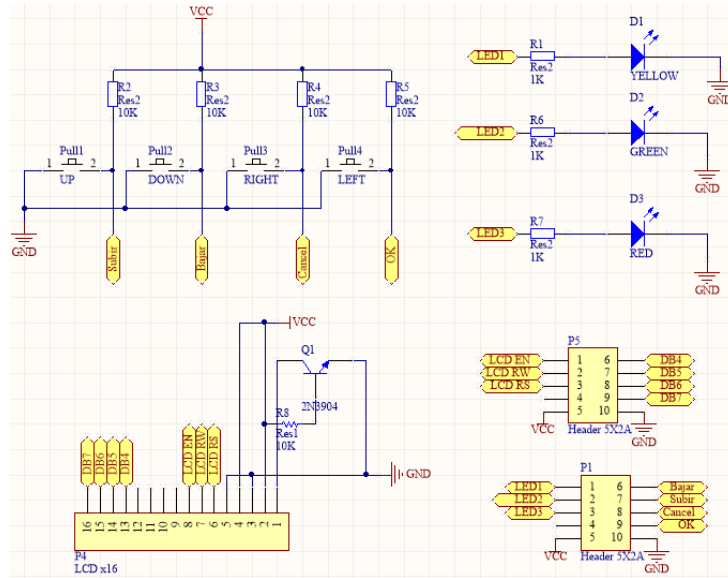 VCC
R2
Res2
10K
R3
Res2
10K
R4
Res2
10K
R5
Res2
10K
1 Pull1 2
UP
1 Pull2 2
DOWN
1 Pull3 2
RIGHT
1 Pull4 2
LEFT
GND
Subir
Bajar
Cancel
OK
LED1
R1
Res2
1K
D1
YELLOW
GND
LED2
R6
Res2
1K
D2
GREEN
GND
LED3
R7
Res2
1K
D3
RED
GND
VCC
Q1
2N3904
R8
Res1
10K
GND
DB7
DB6
DB5
DB4
LCD EN
LCD RW
LCD RS
16 15 14 13 12 11 10 9 8 7 6 5 4 3 2 1
P4
LCD x16
P5
LCD EN 1 6 DB4
LCD RW 2 7 DB5
LCD RS 3 8 DB6
4 9 DB7
5 10
VCC
Header 5X2A
GND
P1
LED1 1 6 Bajar
LED2 2 7 Subir
LED3 3 8 Cancel
4 9 OK
5 10
VCC
Header 5X2A
GND